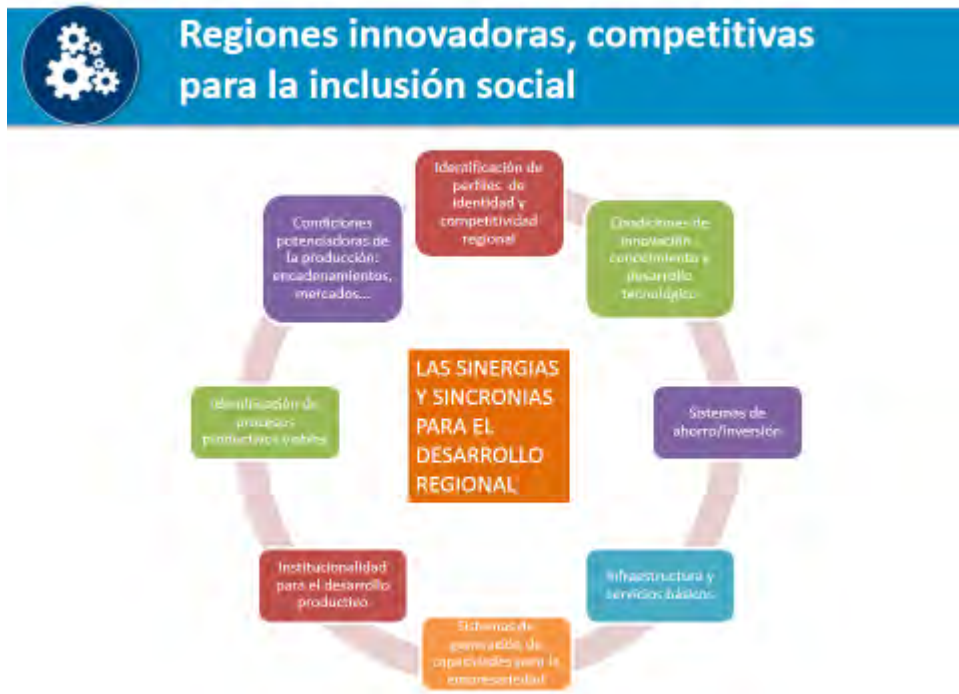 Regiones innovadoras, competitivas
para la inclusión social
Identificación de
perfiles de
identidad y
competitividad
regional
Condiciones de
innovación
conocimiento y
desarrollo
tecnológico
Sistemas de
ahorro/inversión
Infraestructura y
servicios básicos
Sistemas de
generación de
capacidades para la
empresariedad
Institucionalidad
para el desarrollo
productivo
Identificación de
procesos
productivos viables
Condiciones
potenciadoras de
la producción:
encadenamientos,
mercados...
LAS SINERGIAS
Y SINCRONIAS
PARA EL
DESARROLLO
REGIONAL